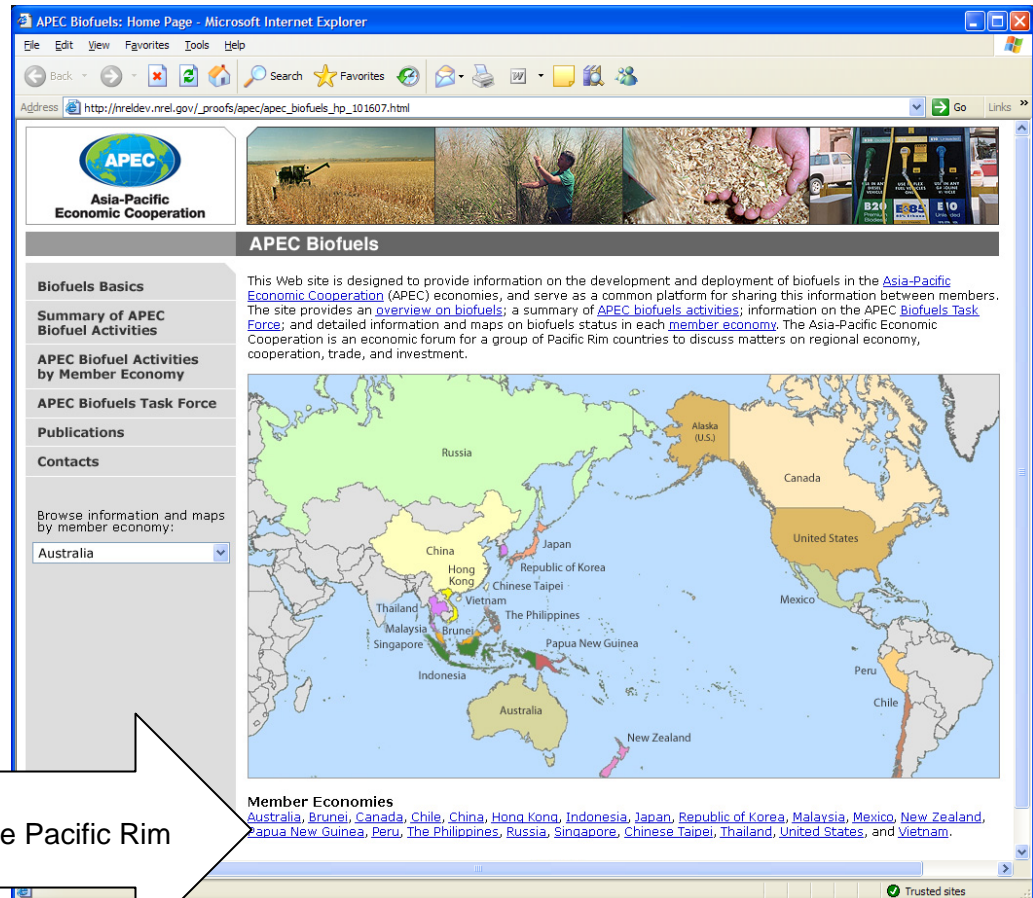 APEC Biofuels: Home Page - Microsoft Internet Explorer
File Edit View Favorites Tools Help
Back Search Favorites
Address http://nreldev.nrel.gov/_proofs/apec/apec_biofuels_hp_101607.html Go Links »
APEC
Asia-Pacific
Economic Cooperation
B20 E85 E10
APEC Biofuels
Biofuels Basics
Summary of APEC
Biofuel Activities
APEC Biofuel Activities
by Member Economy
APEC Biofuels Task Force
Publications
Contacts
Browse information and maps
by member economy:
Australia
This Web site is designed to provide information on the development and deployment of biofuels in the Asia-Pacific
Economic Cooperation (APEC) economies, and serve as a common platform for sharing this information between members.
The site provides an overview on biofuels; a summary of APEC biofuels activities; information on the APEC Biofuels Task
Force; and detailed information and maps on biofuels status in each member economy. The Asia-Pacific Economic
Cooperation is an economic forum for a group of Pacific Rim countries to discuss matters on regional economy,
cooperation, trade, and investment.
Russia
Alaska
(U.S.)
Canada
United States
China
Japan
Republic of Korea
Hong
Kong
Chinese Taipei
Mexico
Thailand
Vietnam
The Philippines
Malaysia
Brunei
Singapore
Papua New Guinea
Indonesia
Peru
Chile
Australia
New Zealand
Member Economies
Australia, Brunei, Canada, Chile, China, Hong Kong, Indonesia, Japan, Republic of Korea, Malaysia, Mexico, New Zealand,
Papua New Guinea, Peru, The Philippines, Russia, Singapore, Chinese Taipei, Thailand, United States, and Vietnam.
e Pacific Rim
Trusted sites